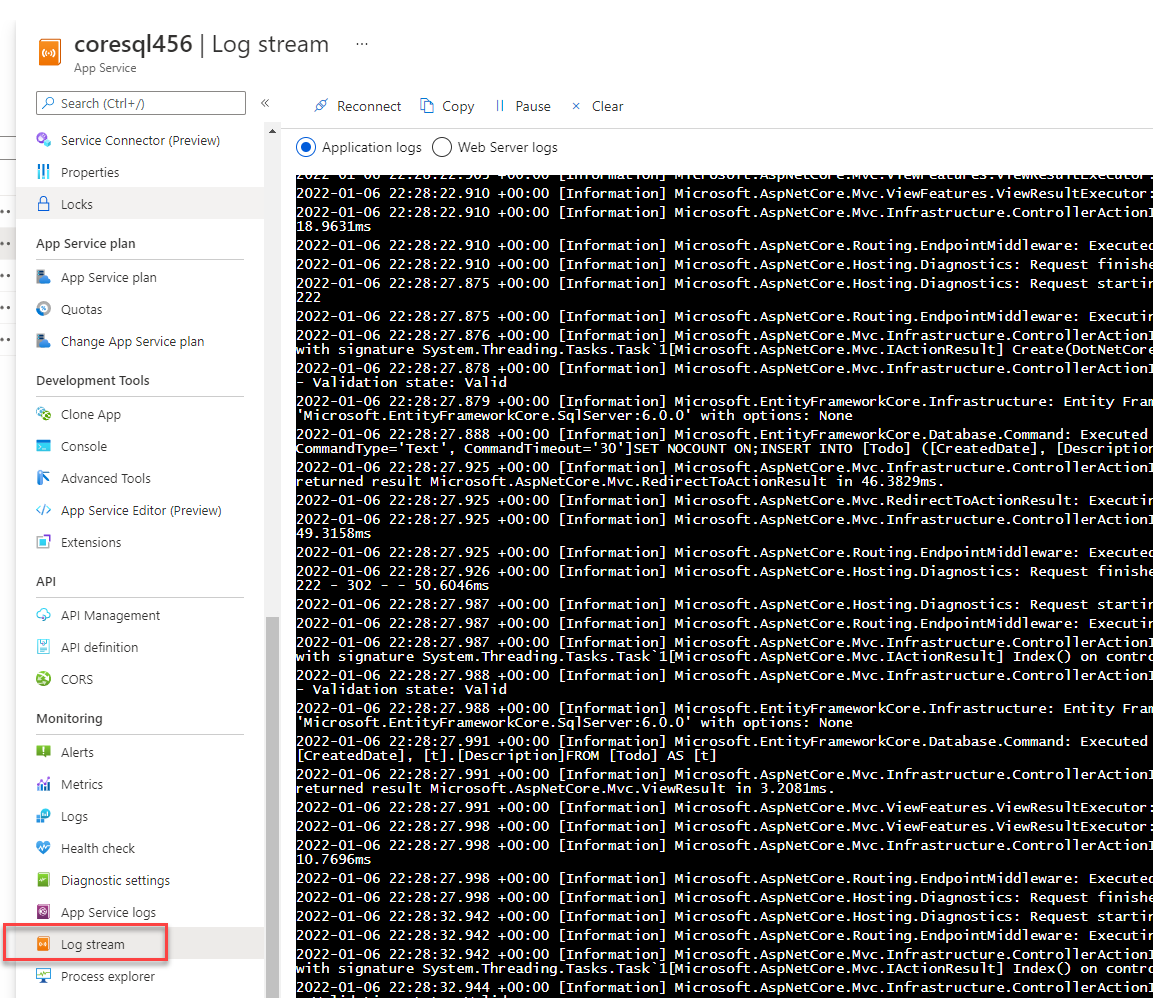 coresql456 | Log stream ...
App Service
Search (Ctrl+/)
«
Service Connector (Preview)
Properties
Locks
App Service plan
App Service plan
Quotas
Change App Service plan
Development Tools
Clone App
Console
Advanced Tools
App Service Editor (Preview)
Extensions
API
API Management
API definition
CORS
Monitoring
Alerts
Metrics
Logs
Health check
Diagnostic settings
App Service logs
Log stream
Process explorer
Reconnect Copy Pause Clear
Application logs Web Server logs
2022-01-06 22:28:22.905 +00:00 [Information] Microsoft.AspNetCore.Mvc.ViewFeatures.ViewResultExecutor:
2022-01-06 22:28:22.910 +00:00 [Information] Microsoft.AspNetCore.Mvc.ViewFeatures.ViewResultExecutor:
2022-01-06 22:28:22.910 +00:00 [Information] Microsoft.AspNetCore.Mvc.Infrastructure.ControllerActionI
18.9631ms
2022-01-06 22:28:22.910 +00:00 [Information] Microsoft.AspNetCore.Routing.EndpointMiddleware: Executed
2022-01-06 22:28:22.910 +00:00 [Information] Microsoft.AspNetCore.Hosting.Diagnostics: Request finishe
2022-01-06 22:28:27.875 +00:00 [Information] Microsoft.AspNetCore.Hosting.Diagnostics: Request startin
222
2022-01-06 22:28:27.875 +00:00 [Information] Microsoft.AspNetCore.Routing.EndpointMiddleware: Executin
2022-01-06 22:28:27.876 +00:00 [Information] Microsoft.AspNetCore.Mvc.Infrastructure.ControllerActionI
with signature System.Threading.Tasks.Task`1[Microsoft.AspNetCore.Mvc.IActionResult] Create(DotNetCore
2022-01-06 22:28:27.878 +00:00 [Information] Microsoft.AspNetCore.Mvc.Infrastructure.ControllerActionI
- Validation state: Valid
2022-01-06 22:28:27.879 +00:00 [Information] Microsoft.EntityFrameworkCore.Infrastructure: Entity Fram
'Microsoft.EntityFrameworkCore.SqlServer:6.0.0' with options: None
2022-01-06 22:28:27.888 +00:00 [Information] Microsoft.EntityFrameworkCore.Database.Command: Executed
CommandType='Text', CommandTimeout='30']SET NOCOUNT ON;INSERT INTO [Todo] ([CreatedDate], [Description
2022-01-06 22:28:27.925 +00:00 [Information] Microsoft.AspNetCore.Mvc.Infrastructure.ControllerActionI
returned result Microsoft.AspNetCore.Mvc.RedirectToActionResult in 46.3829ms.
2022-01-06 22:28:27.925 +00:00 [Information] Microsoft.AspNetCore.Mvc.RedirectToActionResult: Executin
2022-01-06 22:28:27.925 +00:00 [Information] Microsoft.AspNetCore.Mvc.Infrastructure.ControllerActionI
49.3158ms
2022-01-06 22:28:27.925 +00:00 [Information] Microsoft.AspNetCore.Routing.EndpointMiddleware: Executed
2022-01-06 22:28:27.926 +00:00 [Information] Microsoft.AspNetCore.Hosting.Diagnostics: Request finishe
222 - 302 - - 50.6046ms
2022-01-06 22:28:27.987 +00:00 [Information] Microsoft.AspNetCore.Hosting.Diagnostics: Request startin
2022-01-06 22:28:27.987 +00:00 [Information] Microsoft.AspNetCore.Routing.EndpointMiddleware: Executin
2022-01-06 22:28:27.987 +00:00 [Information] Microsoft.AspNetCore.Mvc.Infrastructure.ControllerActionI
with signature System.Threading.Tasks.Task`1[Microsoft.AspNetCore.Mvc.IActionResult] Index() on contro
2022-01-06 22:28:27.988 +00:00 [Information] Microsoft.AspNetCore.Mvc.Infrastructure.ControllerActionI
- Validation state: Valid
2022-01-06 22:28:27.988 +00:00 [Information] Microsoft.EntityFrameworkCore.Infrastructure: Entity Fram
'Microsoft.EntityFrameworkCore.SqlServer:6.0.0' with options: None
2022-01-06 22:28:27.991 +00:00 [Information] Microsoft.EntityFrameworkCore.Database.Command: Executed
[CreatedDate], [t].[Description]FROM [Todo] AS [t]
2022-01-06 22:28:27.991 +00:00 [Information] Microsoft.AspNetCore.Mvc.Infrastructure.ControllerActionI
returned result Microsoft.AspNetCore.Mvc.ViewResult in 3.2081ms.
2022-01-06 22:28:27.991 +00:00 [Information] Microsoft.AspNetCore.Mvc.ViewFeatures.ViewResultExecutor:
2022-01-06 22:28:27.998 +00:00 [Information] Microsoft.AspNetCore.Mvc.ViewFeatures.ViewResultExecutor:
2022-01-06 22:28:27.998 +00:00 [Information] Microsoft.AspNetCore.Mvc.Infrastructure.ControllerActionI
10.7696ms
2022-01-06 22:28:27.998 +00:00 [Information] Microsoft.AspNetCore.Routing.EndpointMiddleware: Executed
2022-01-06 22:28:27.998 +00:00 [Information] Microsoft.AspNetCore.Hosting.Diagnostics: Request finishe
2022-01-06 22:28:32.942 +00:00 [Information] Microsoft.AspNetCore.Hosting.Diagnostics: Request startin
2022-01-06 22:28:32.942 +00:00 [Information] Microsoft.AspNetCore.Routing.EndpointMiddleware: Executin
2022-01-06 22:28:32.942 +00:00 [Information] Microsoft.AspNetCore.Mvc.Infrastructure.ControllerActionI
with signature System.Threading.Tasks.Task`1[Microsoft.AspNetCore.Mvc.IActionResult] Index() on contro
2022-01-06 22:28:32.944 +00:00 [Information] Microsoft.AspNetCore.Mvc.Infrastructure.ControllerActionI